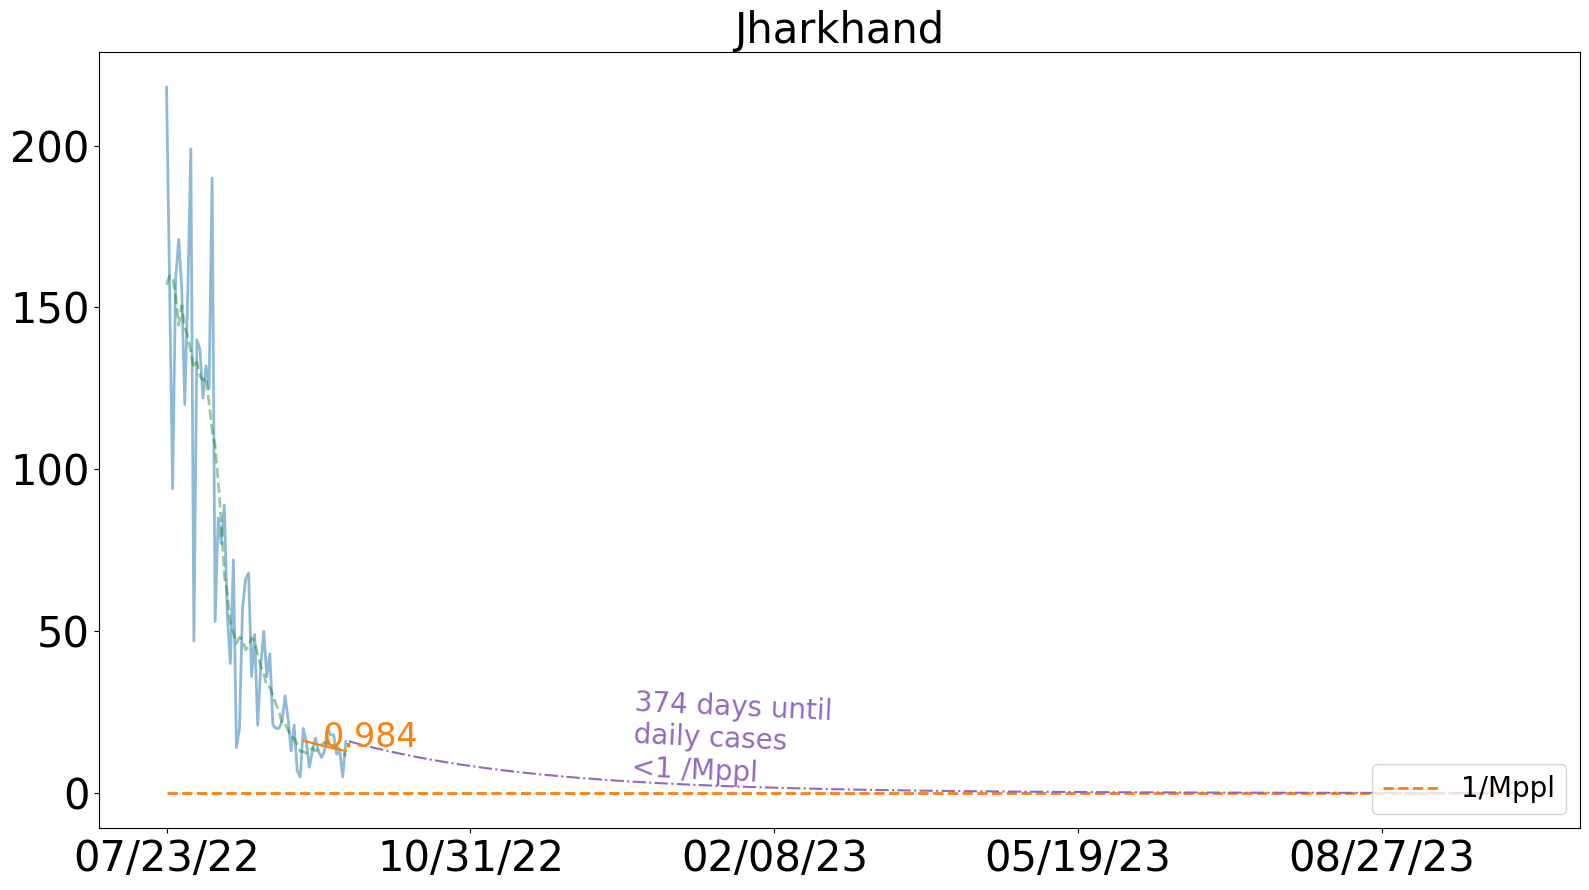 Jharkhand
200
150
100
50
0
0.984
374 days until
daily cases
<1 /Mppl
1/Mppl
07/23/22
10/31/22
02/08/23
05/19/23
08/27/23